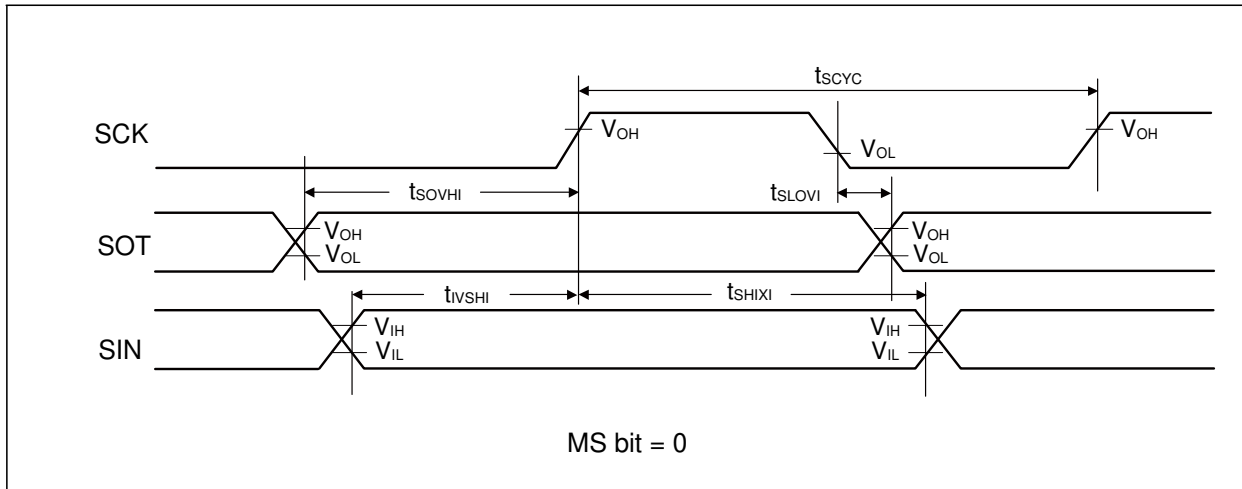 tSCYC
SCK
VOH
VOL
VOH
tSOVHI
tSLOVI
SOT
VOH
VOL
VOH
VOL
tIVSHI
tSHIXI
SIN
VIH
VIL
VIH
VIL
MS bit = 0